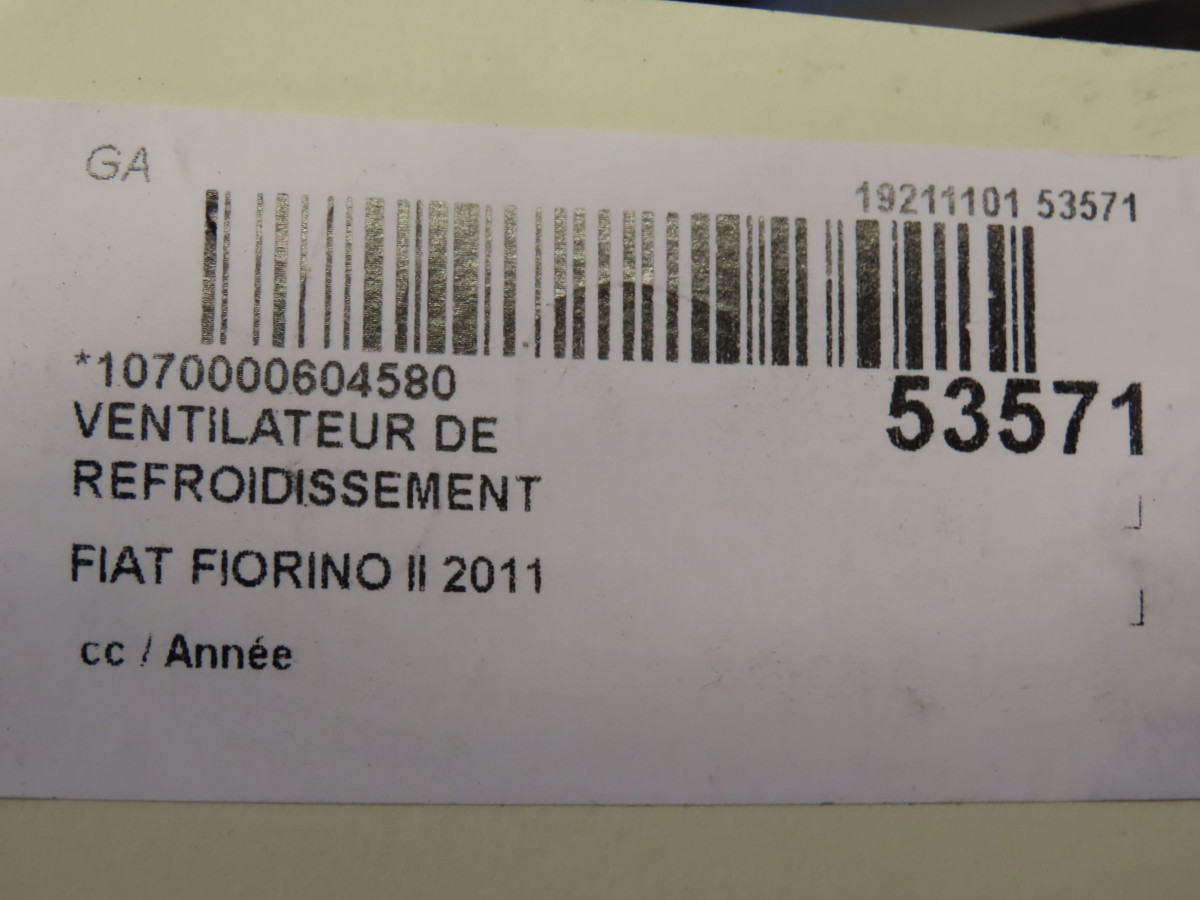 GA
19211101 53571
*1070000604580
53571
VENTILATEUR DE
REFROIDISSEMENT
FIAT FIORINO II 2011
cc / Année